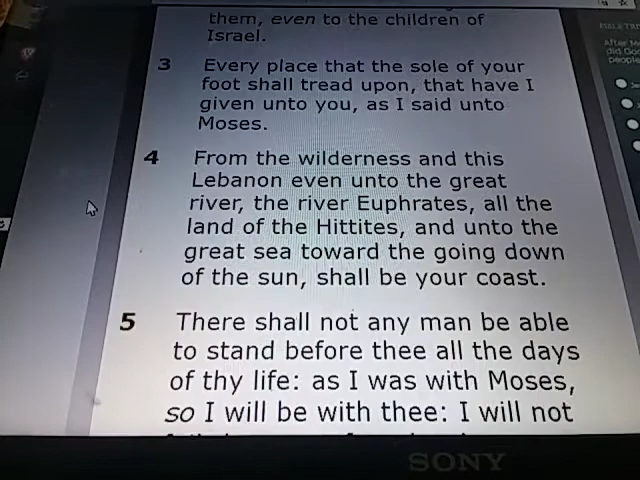 them, even to the children of
Israel.
3 Every place that the sole of your
foot shall tread upon, that have I
given unto you, as I said unto
Moses.
4 From the wilderness and this
Lebanon even unto the great
river, the river Euphrates, all the
land of the Hittites, and unto the
great sea toward the going down
of the sun, shall be your coast.
5 There shall not any man be able
to stand before thee all the days
of thy life: as I was with Moses,
so I will be with thee: I will not
After
did God
people
SONY